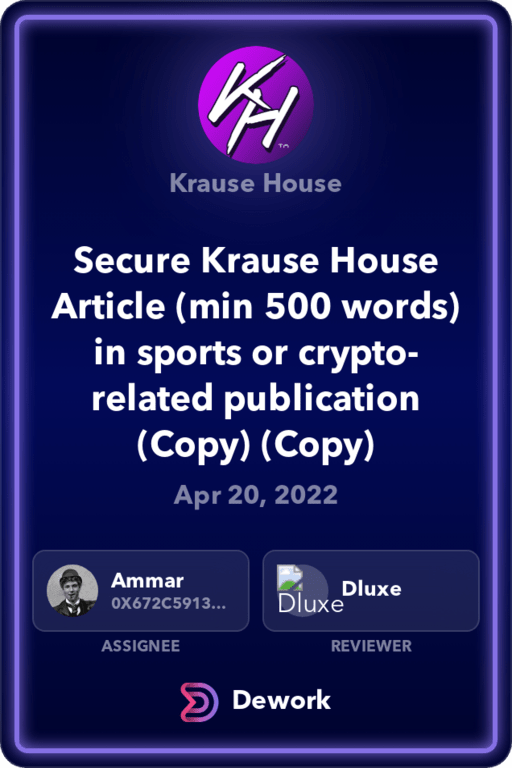 KH
TM
Krause House
Secure Krause House
Article (min 500 words)
in sports or crypto-
related publication
(Copy) (Copy)
Apr 20, 2022
Ammar
0X672C5913...
Dluxe
Dluxe
ASSIGNEE
REVIEWER
Dework